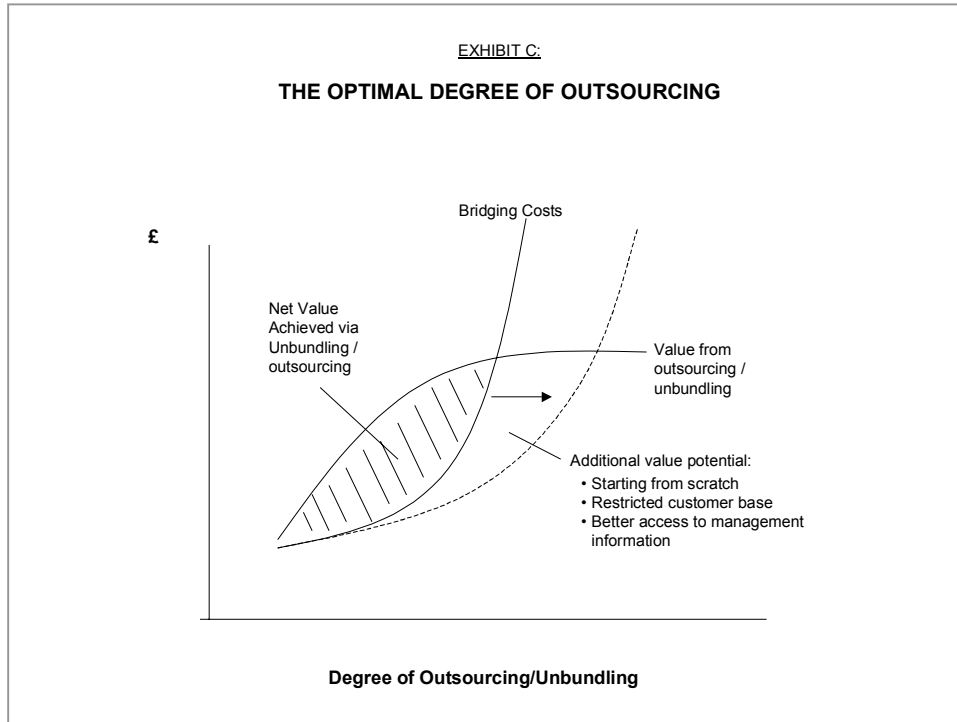 EXHIBIT C:
THE OPTIMAL DEGREE OF OUTSOURCING
Bridging Costs
£
Net Value
Achieved via
Unbundling /
outsourcing
Value from
outsourcing /
unbundling
Additional value potential:
• Starting from scratch
• Restricted customer base
• Better access to management
information
Degree of Outsourcing/Unbundling